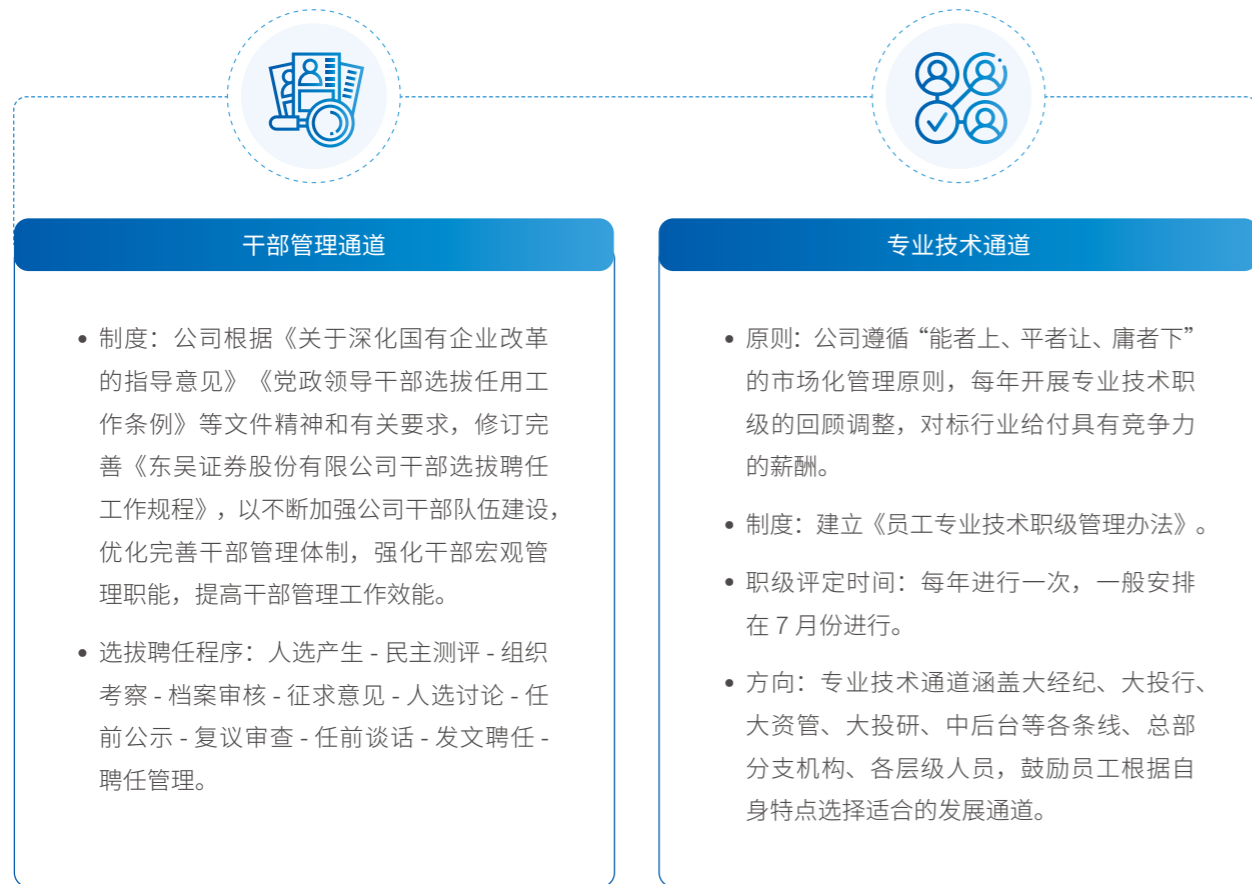 干部管理通道
• 制度：公司根据《关于深化国有企业改革
的指导意见》《党政领导干部选拔任用工
作条例》等文件精神和有关要求，修订完
善《东吴证券股份有限公司干部选拔聘任
工作规程》，以不断加强公司干部队伍建设，
优化完善干部管理体制，强化干部宏观管
理职能，提高干部管理工作效能。
• 选拔聘任程序：人选产生 - 民主测评 - 组织
考察 - 档案审核 - 征求意见 - 人选讨论 - 任
前公示 - 复议审查 - 任前谈话 - 发文聘任 -
聘任管理。
专业技术通道
• 原则：公司遵循“能者上、平者让、庸者下”
的市场化管理原则，每年开展专业技术职
级的回顾调整，对标行业给付具有竞争力
的薪酬。
• 制度：建立《员工专业技术职级管理办法》。
• 职级评定时间：每年进行一次，一般安排
在 7 月份进行。
• 方向：专业技术通道涵盖大经纪、大投行、
大资管、大投研、中后台等各条线、总部
分支机构、各层级人员，鼓励员工根据自
身特点选择适合的发展通道。